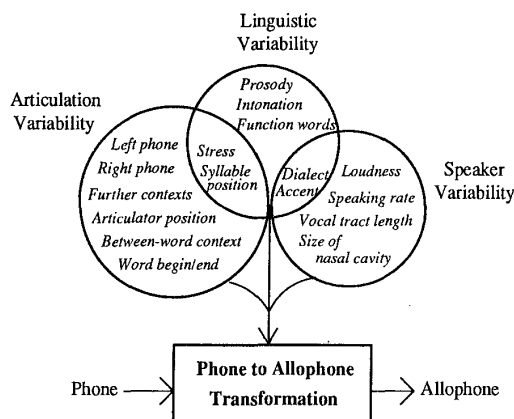 Linguistic
Variability
Articulation
Variability
Prosody
Intonation
Function words
Left phone
Right phone
Further contexts
Articulator position
Between-word context
Word begin/end
Stress
Syllable
position
Dialect
Accent
Loudness
Speaking rate
Vocal tract length
Size of
nasal cavity
Speaker
Variability
Phone
Phone to Allophone
Transformation
Allophone